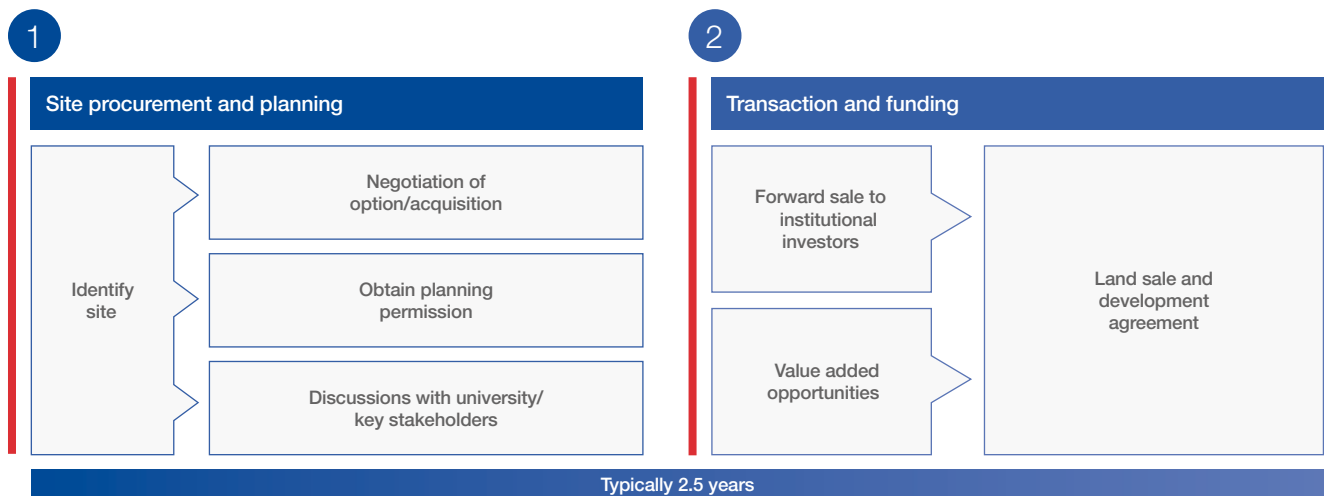 1
Site procurement and planning
Identify
site
Negotiation of
option/acquisition
Obtain planning
permission
Discussions with university/
key stakeholders
2
Transaction and funding
Forward sale to
institutional
investors
Value added
opportunities
Land sale and
development
agreement
Typically 2.5 years